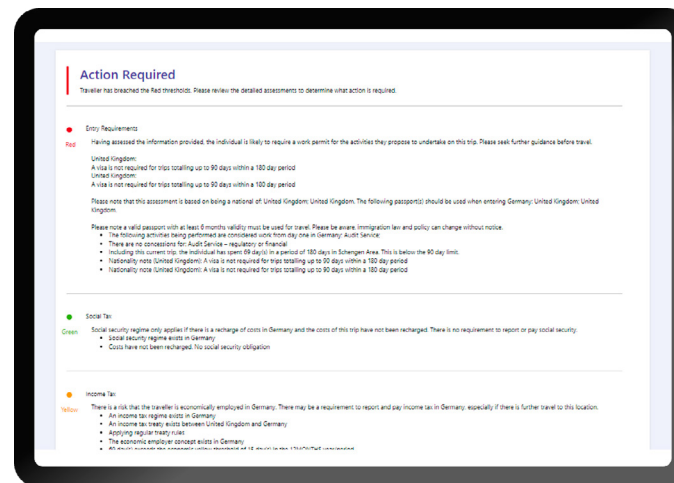 Action Required
Traveller has breached the Red thresholds. Please review the detailed assessments to determine what action is required.
Entry Requirements
Red
Having assessed the information provided, the individual is likely to require a work permit for the activities they propose to undertake on this trip. Please seek further guidance before travel.
United Kingdom:
A visa is not required for trips totalling up to 90 days within a 180 day period
United Kingdom:
A visa is not required for trips totalling up to 90 days within a 180 day period
Please note that this assessment is based on being a national of: United Kingdom; United Kingdom. The following passport(s) should be used when entering Germany: United Kingdom; United
Kingdom.
Please note a valid passport with at least 6 months validity must be used for travel. Please be aware, immigration law and policy can change without notice.
• The following activities being performed are considered work from day one in Germany: Audit Service;
• There are no concessions for: Audit Service – regulatory or financial
• Including this current trip, the individual has spent 69 day(s) in a period of 180 days in Schengen Area. This is below the 90 day limit.
• Nationality note (United Kingdom): A visa is not required for trips totalling up to 90 days within a 180 day period
• Nationality note (United Kingdom): A visa is not required for trips totalling up to 90 days within a 180 day period
Social Tax
Green
Social security regime only applies if there is a recharge of costs in Germany and the costs of this trip have not been recharged. There is no requirement to report or pay social security.
• Social security regime exists in Germany
• Costs have not been recharged. No social security obligation
Income Tax
Yellow
There is a risk that the traveller is economically employed in Germany. There may be a requirement to report and pay income tax in Germany, especially if there is further travel to this location.
• An income tax regime exists in Germany
• An income tax treaty exists between United Kingdom and Germany
• Applying regular treaty rules
• The economic employer concept exists in Germany
• 69 day(s) exceeds the economic yellow threshold of 15 day(s) in the 12MONTHS